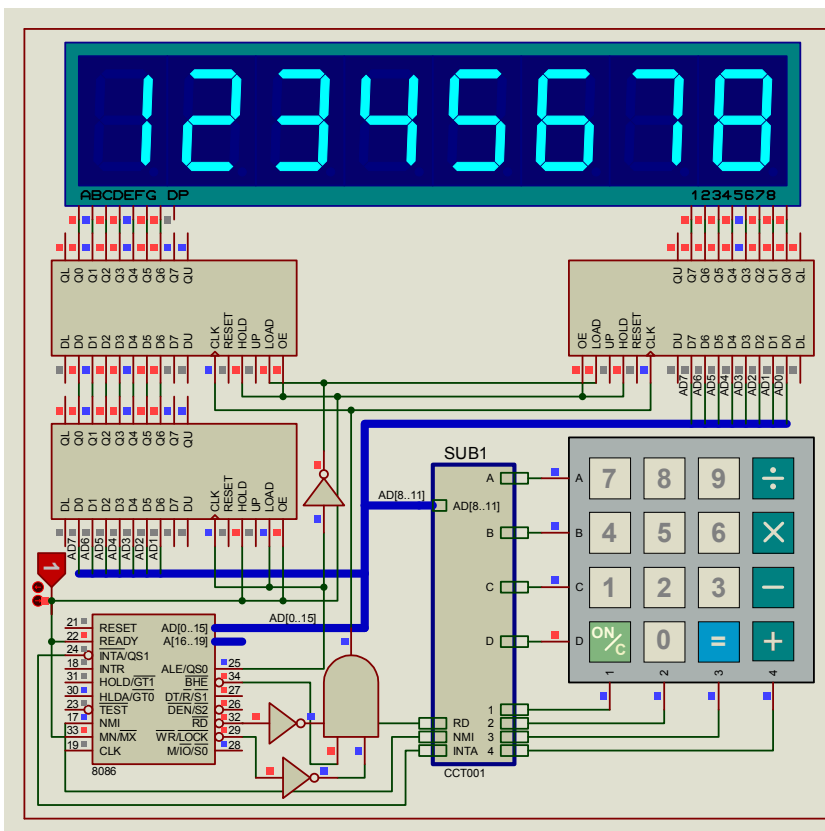 12345678
ABCDEFG DP
12345678
QL Q0 Q1 Q2 Q3 Q4 Q5 Q6 Q7 QU
QU Q7 Q6 Q5 Q4 Q3 Q2 Q1 Q0 QL
DL D0 D1 D2 D3 D4 D5 D6 D7 DU
CLK RESET HOLD UP LOAD OE
OE LOAD UP HOLD RESET CLK
DU D7 D6 D5 D4 D3 D2 D1 D0 DL
AD7 AD6 AD5 AD4 AD3 AD2 AD1 AD0
QL Q0 Q1 Q2 Q3 Q4 Q5 Q6 Q7 QU
DL D0 D1 D2 D3 D4 D5 D6 D7 DU
CLK RESET HOLD UP LOAD OE
AD7 AD6 AD5 AD4 AD3 AD2 AD1
1
SUB1
AD[8..11]
AD[8..11]
A
B
C
D
RD
NMI
INTA
1
2
3
4
CCT001
A 7 8 9 ÷
B 4 5 6 ×
C 1 2 3 −
D ON/C 0 = +
1 2 3 4
AD[0..15]
21 RESET AD[0..15]
22 READY A[16..19]
24 INTA/QS1
18 INTR ALE/QS0 25
31 HOLD/GT1 BHE 34
30 HLDA/GT0 DT/R/S1 27
23 TEST DEN/S2 26
17 NMI RD 32
33 MN/MX WR/LOCK 29
19 CLK M/IO/S0 28
8086